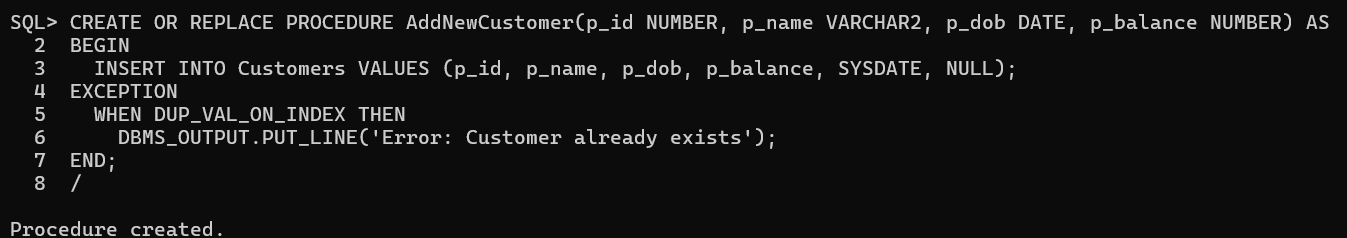 SQL> CREATE OR REPLACE PROCEDURE AddNewCustomer(p_id NUMBER, p_name VARCHAR2, p_dob DATE, p_balance NUMBER) AS
  2  BEGIN
  3    INSERT INTO Customers VALUES (p_id, p_name, p_dob, p_balance, SYSDATE, NULL);
  4  EXCEPTION
  5    WHEN DUP_VAL_ON_INDEX THEN
  6      DBMS_OUTPUT.PUT_LINE('Error: Customer already exists');
  7  END;
  8  /

Procedure created.